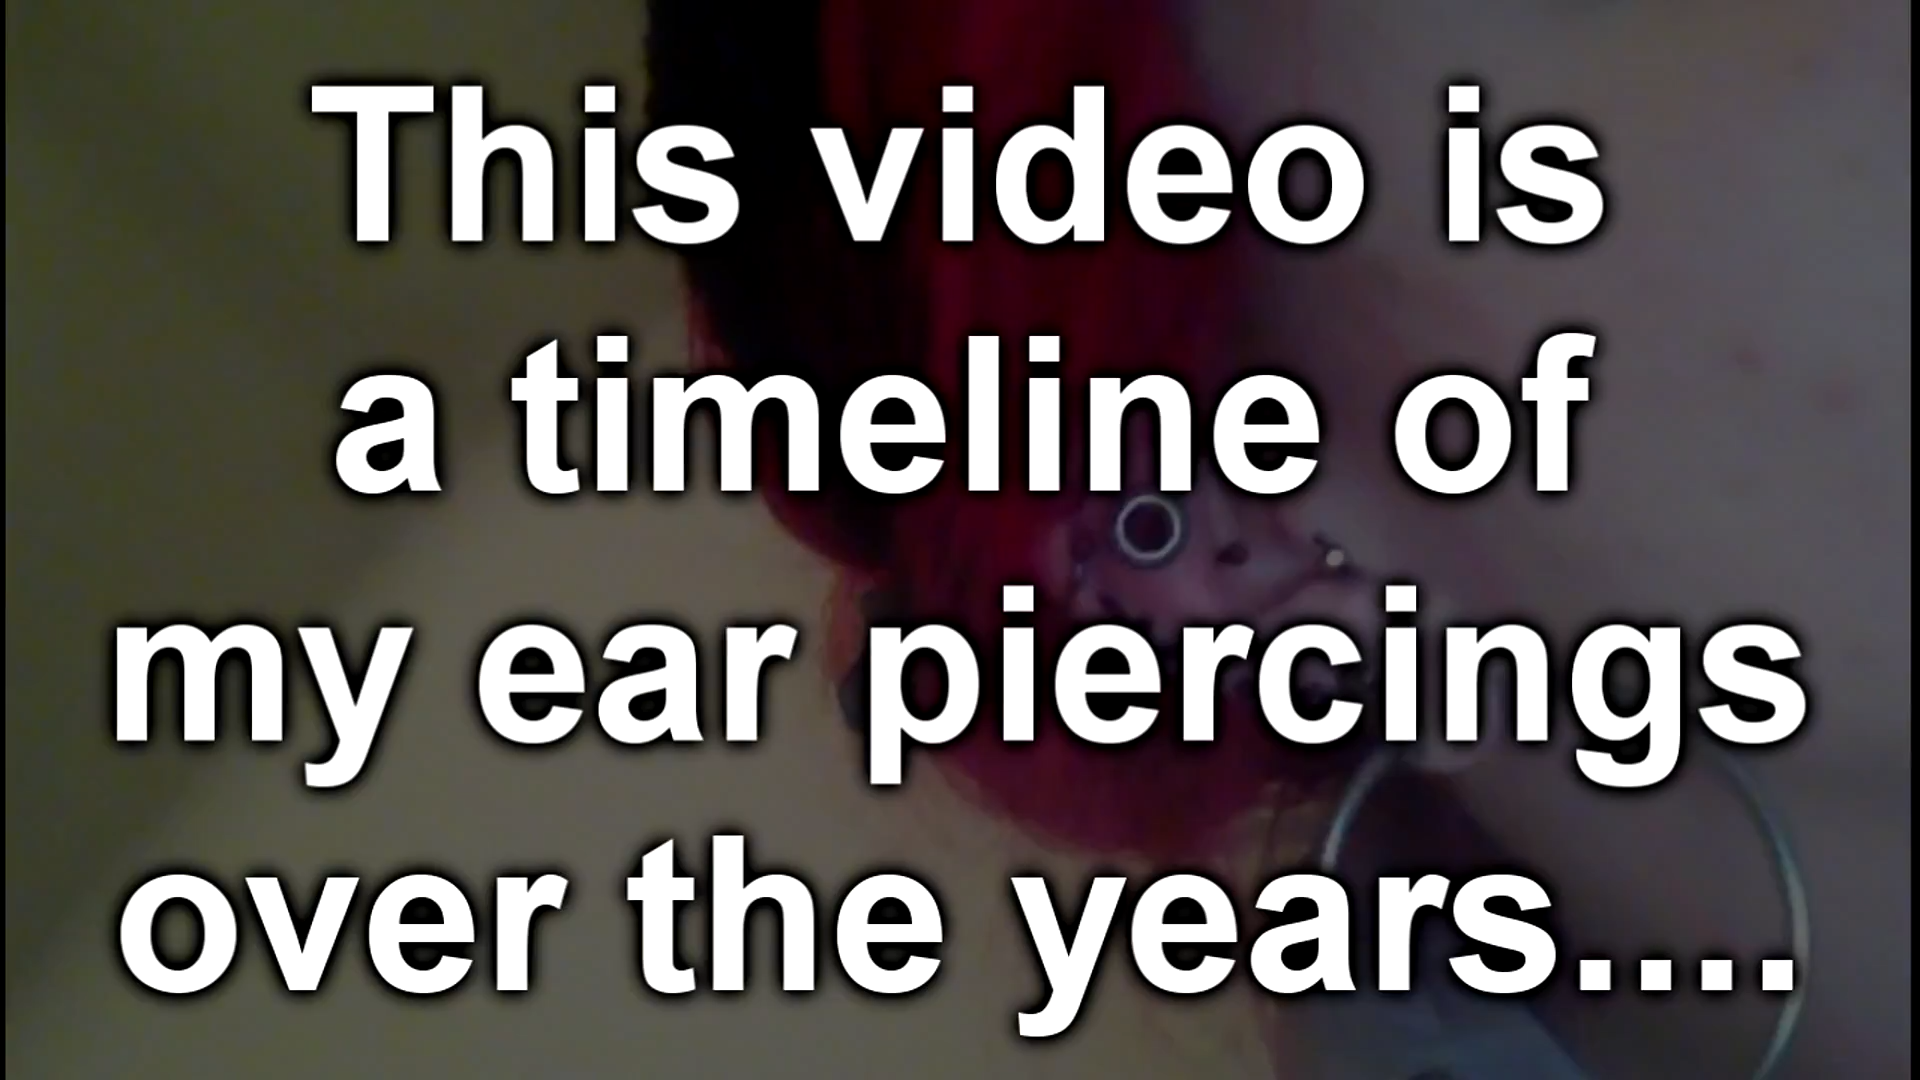 This video is
a timeline of
my ear piercings
over the years....